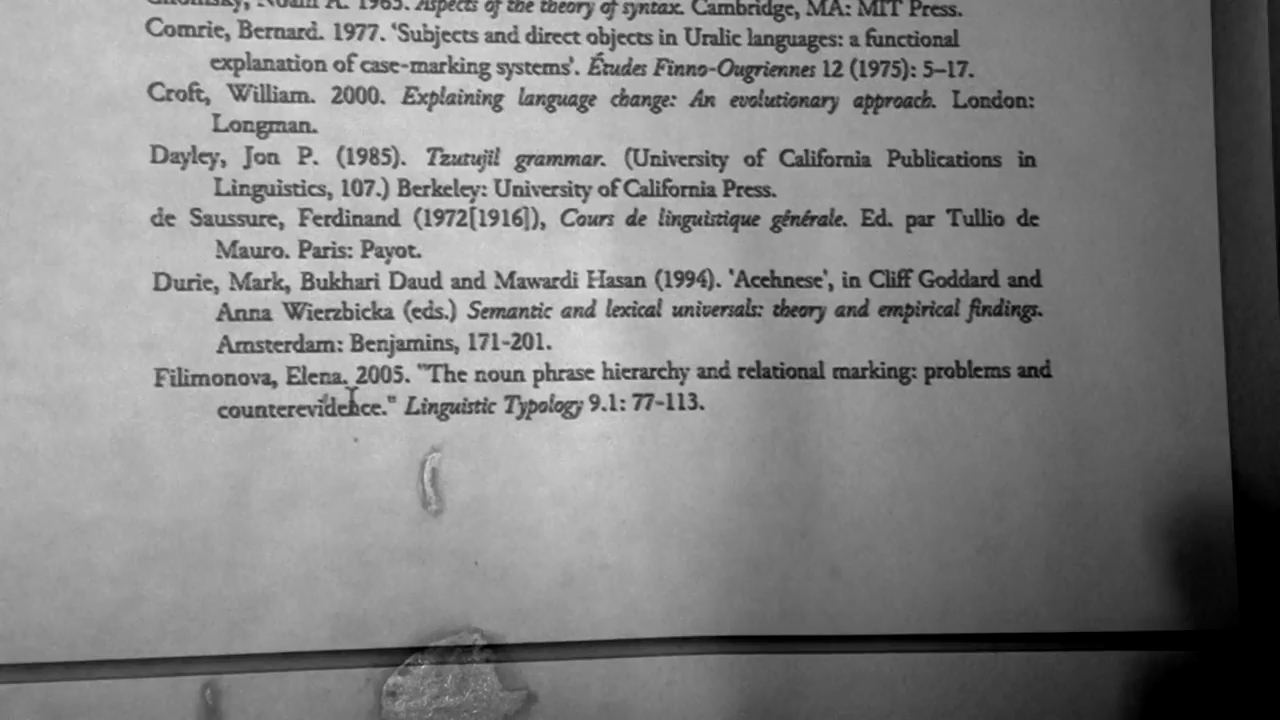 Chomsky, Noam A. 1965. Aspects of the theory of syntax. Cambridge, MA: MIT Press.
Comrie, Bernard. 1977. ‘Subjects and direct objects in Uralic languages: a functional
explanation of case-marking systems’. Études Finno-Ougriennes 12 (1975): 5–17.
Croft, William. 2000. Explaining language change: An evolutionary approach. London:
Longman.
Dayley, Jon P. (1985). Tzutujil grammar. (University of California Publications in
Linguistics, 107.) Berkeley: University of California Press.
de Saussure, Ferdinand (1972[1916]), Cours de linguistique générale. Ed. par Tullio de
Mauro. Paris: Payot.
Durie, Mark, Bukhari Daud and Mawardi Hasan (1994). ‘Acehnese’, in Cliff Goddard and
Anna Wierzbicka (eds.) Semantic and lexical universals: theory and empirical findings.
Amsterdam: Benjamins, 171-201.
Filimonova, Elena. 2005. "The noun phrase hierarchy and relational marking: problems and
counterevidence." Linguistic Typology 9.1: 77-113.